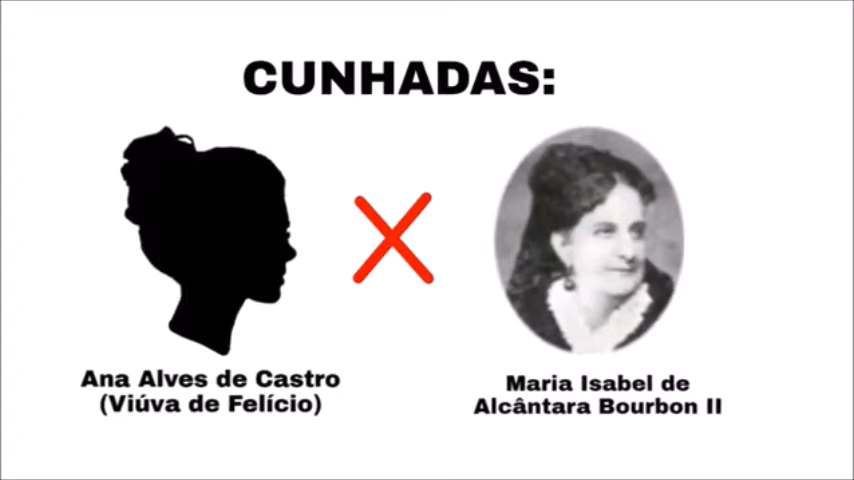 CUNHADAS:
Ana Alves de Castro
(Viúva de Felício)
Maria Isabel de
Alcântara Bourbon II